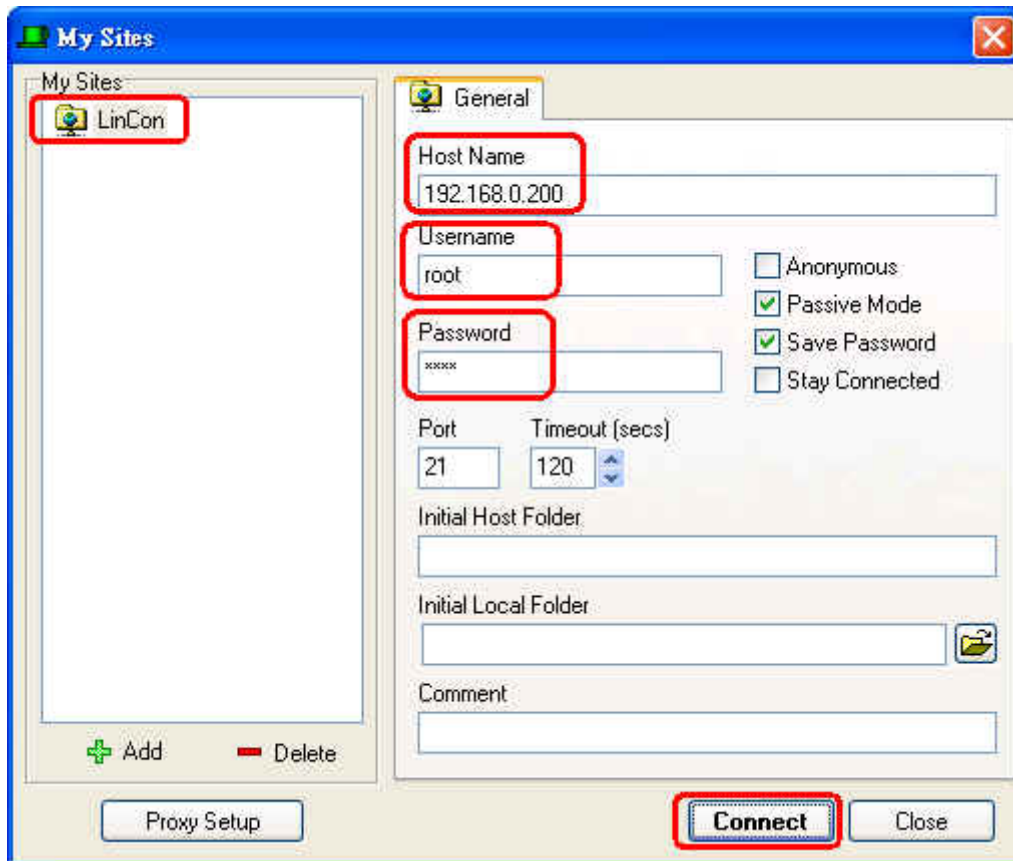 My Sites
My Sites
LinCon
General
Host Name
192.168.0.200
Username
root
Anonymous
Passive Mode
Password
Save Password
xxxx
Stay Connected
Port Timeout (secs)
21 120
Initial Host Folder
Initial Local Folder
Comment
Add Delete
Proxy Setup Connect Close